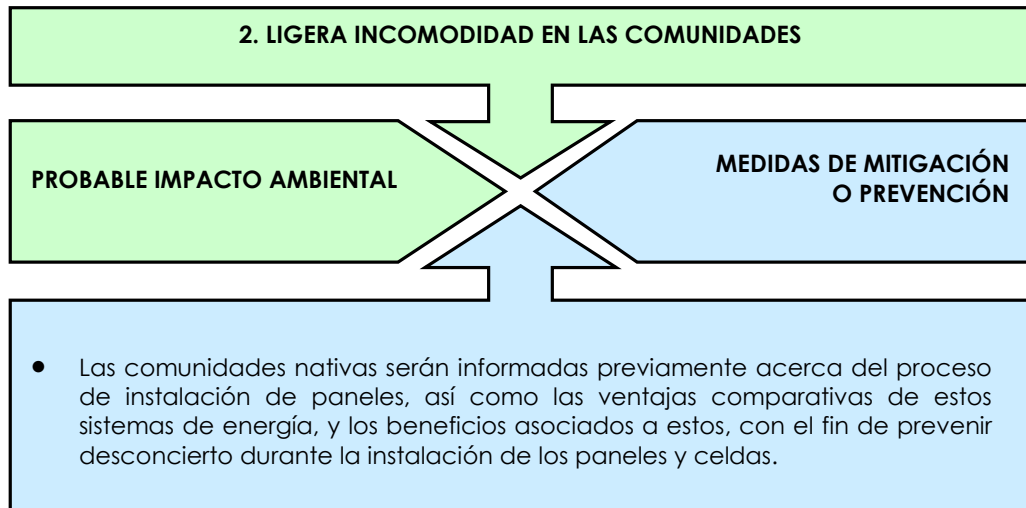 2. LIGERA INCOMODIDAD EN LAS COMUNIDADES
PROBABLE IMPACTO AMBIENTAL
MEDIDAS DE MITIGACIÓN
O PREVENCIÓN
• Las comunidades nativas serán informadas previamente acerca del proceso
de instalación de paneles, así como las ventajas comparativas de estos
sistemas de energía, y los beneficios asociados a estos, con el fin de prevenir
desconcierto durante la instalación de los paneles y celdas.